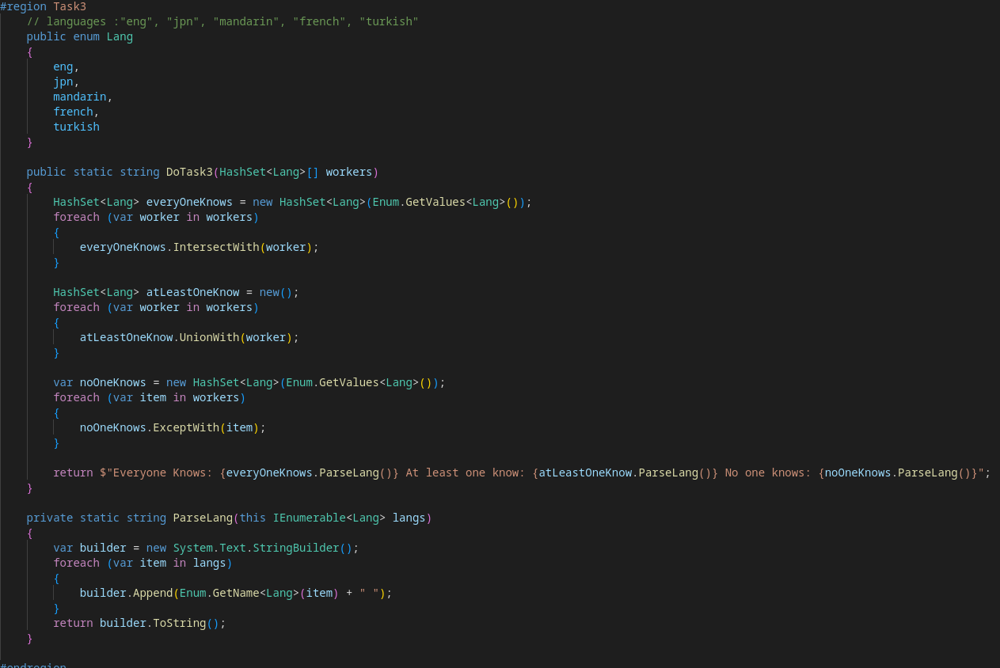 #region Task3
    // languages :"eng", "jpn", "mandarin", "french", "turkish"
    public enum Lang
    {
        eng,
        jpn,
        mandarin,
        french,
        turkish
    }

    public static string DoTask3(HashSet<Lang>[] workers)
    {
        HashSet<Lang> everyOneKnows = new HashSet<Lang>(Enum.GetValues<Lang>());
        foreach (var worker in workers)
        {
            everyOneKnows.IntersectWith(worker);
        }

        HashSet<Lang> atLeastOneKnow = new();
        foreach (var worker in workers)
        {
            atLeastOneKnow.UnionWith(worker);
        }

        var noOneKnows = new HashSet<Lang>(Enum.GetValues<Lang>());
        foreach (var item in workers)
        {
            noOneKnows.ExceptWith(item);
        }

        return $"Everyone Knows: {everyOneKnows.ParseLang()} At least one know: {atLeastOneKnow.ParseLang()} No one knows: {noOneKnows.ParseLang()}";
    }

    private static string ParseLang(this IEnumerable<Lang> langs)
    {
        var builder = new System.Text.StringBuilder();
        foreach (var item in langs)
        {
            builder.Append(Enum.GetName<Lang>(item) + " ");
        }
        return builder.ToString();
    }

#endregion